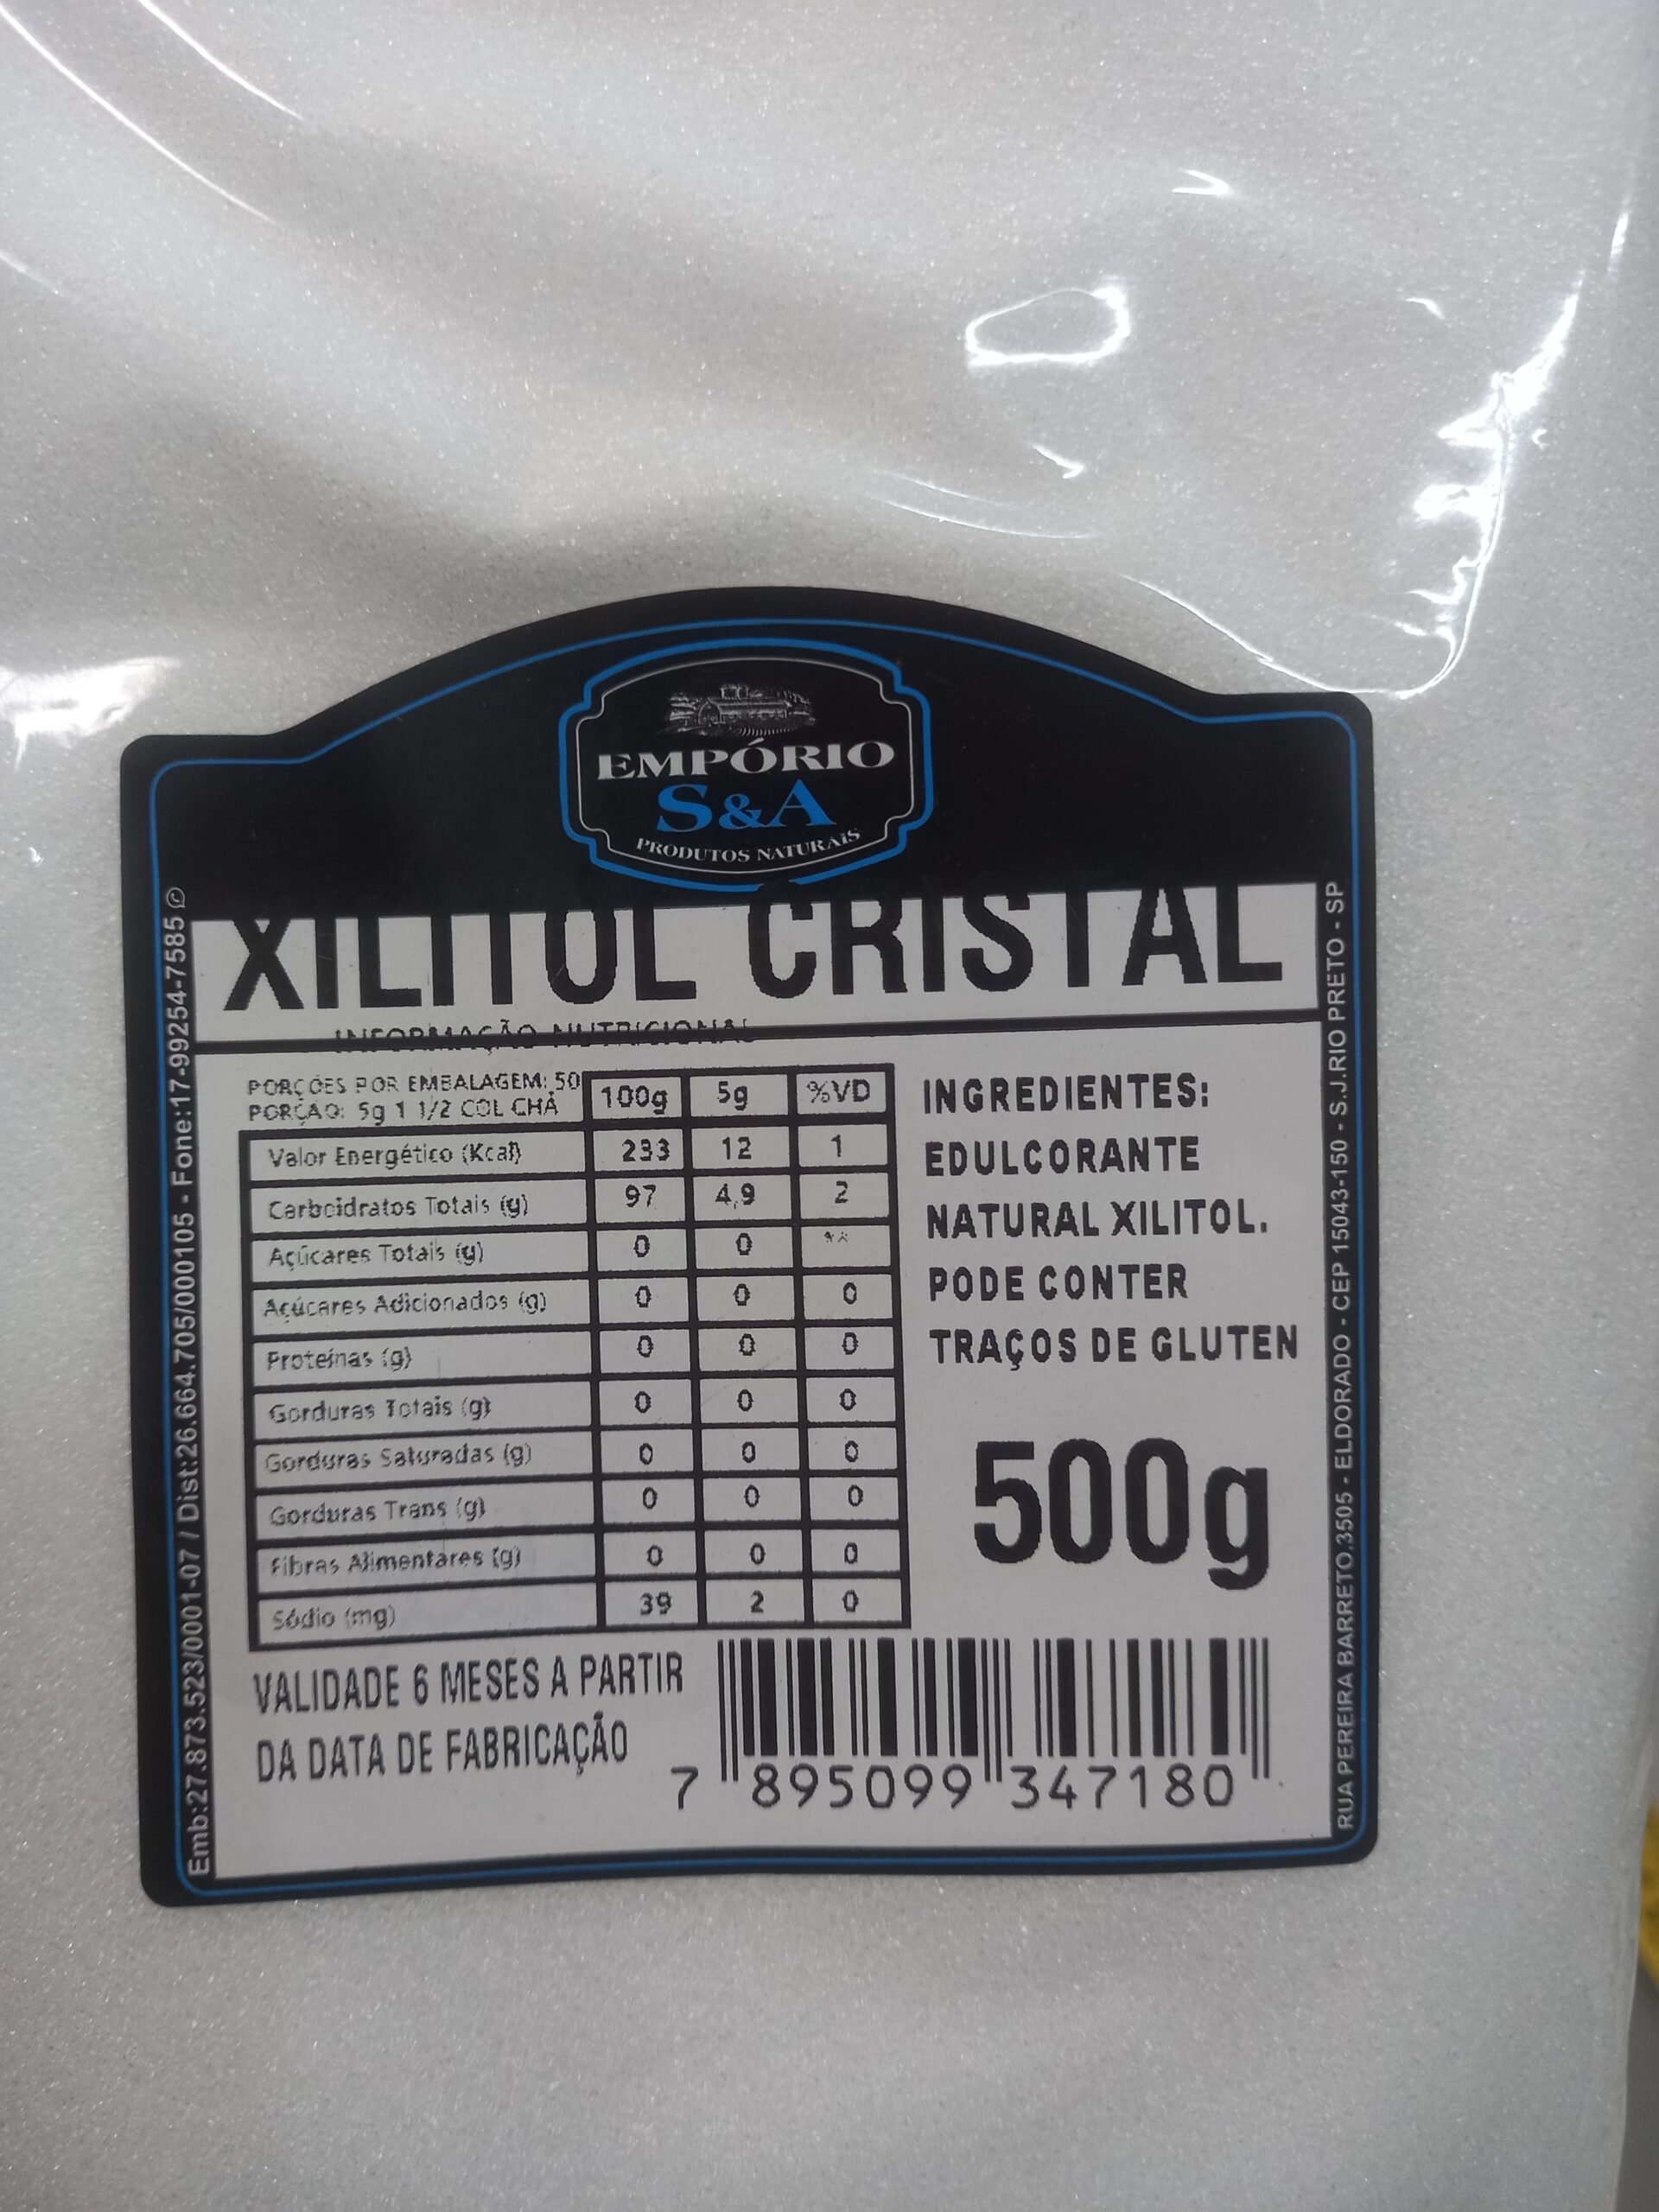 EMPÓRIO
S&A
PRODUTOS NATURAIS
XILITOL CRISTAL
INFORMAÇÃO NUTRICIONAL
PORÇÕES POR EMBALAGEM: 50
PORÇÃO: 5g 1 1/2 COL CHÁ
100g 5g %VD
Valor Energético (Kcal) 233 12 1
Carboidratos Totais (g) 97 4,9 2
Açúcares Totais (g) 0 0 **
Açúcares Adicionados (g) 0 0 0
Proteínas (g) 0 0 0
Gorduras Totais (g) 0 0 0
Gorduras Saturadas (g) 0 0 0
Gorduras Trans (g) 0 0 0
Fibras Alimentares (g) 0 0 0
Sódio (mg) 39 2 0
INGREDIENTES:
EDULCORANTE
NATURAL XILITOL.
PODE CONTER
TRAÇOS DE GLUTEN
500g
VALIDADE 6 MESES A PARTIR
DA DATA DE FABRICAÇÃO
7 895099 347180
Emb:27.873.523/0001-07 / Dist:26.664.705/000105 - Fone:17-99254-7585
RUA PEREIRA BARRETO.3505 - ELDORADO - CEP 15043-150 - S.J.RIO PRETO - SP